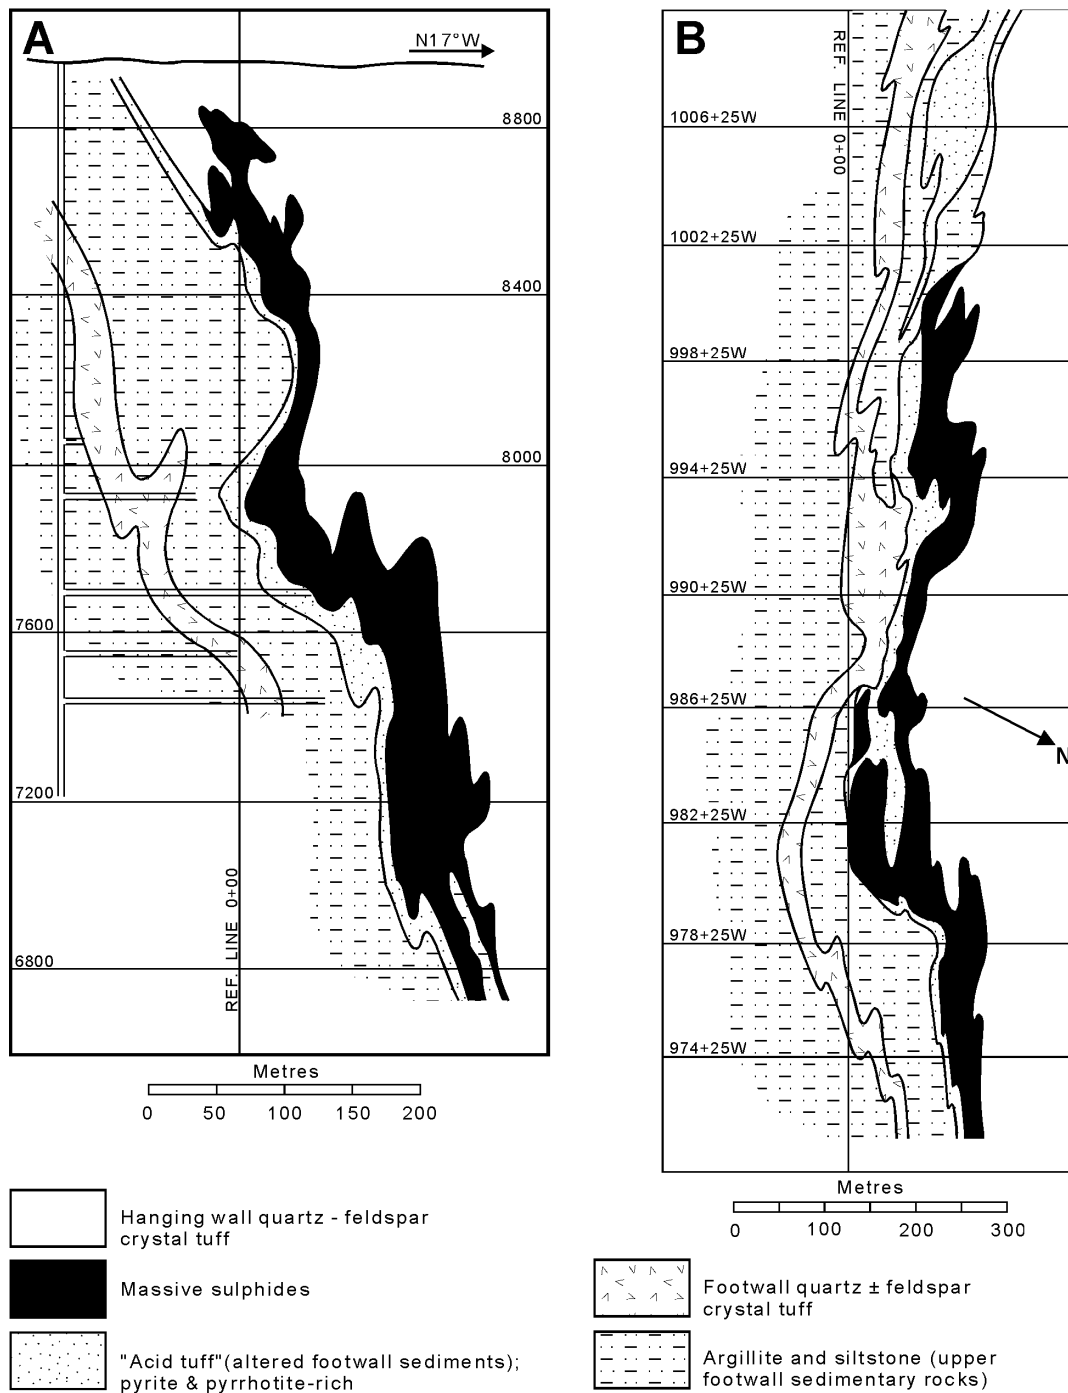 A
N17°W
8800
8400
8000
7600
7200
6800
REF. LINE 0+00
Metres
0 50 100 150 200
B
REF. LINE 0+00
1006+25W
1002+25W
998+25W
994+25W
990+25W
986+25W
N
982+25W
978+25W
974+25W
Metres
0 100 200 300
Hanging wall quartz - feldspar
crystal tuff
Massive sulphides
"Acid tuff"(altered footwall sediments);
pyrite & pyrrhotite-rich
Footwall quartz ± feldspar
crystal tuff
Argillite and siltstone (upper
footwall sedimentary rocks)